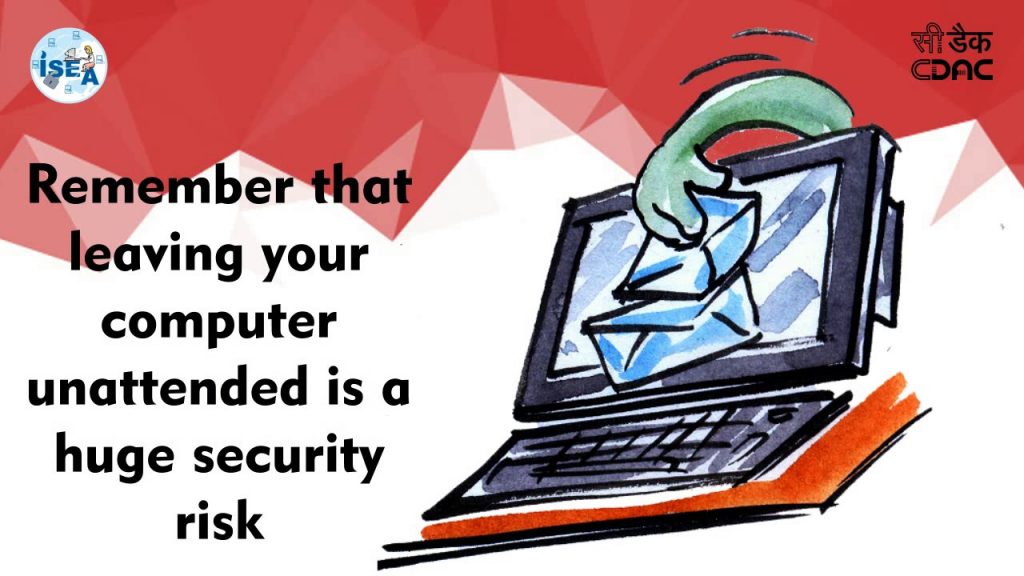 iSEA
सी डैक
CDAC
Remember that
leaving your
computer
unattended is a
huge security
risk